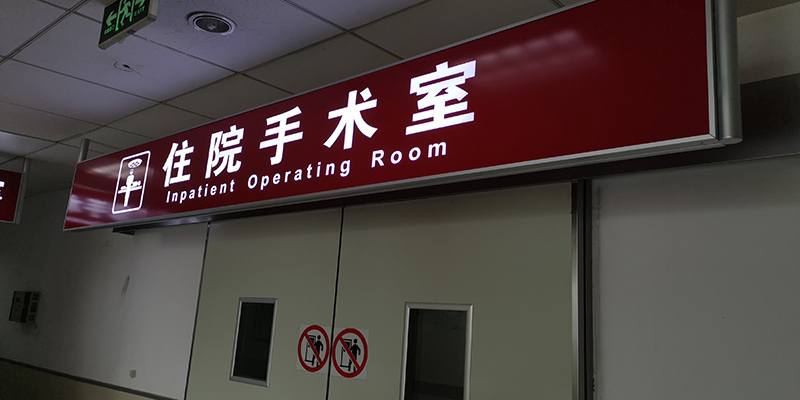 住院手术室
Inpatient Operating Room